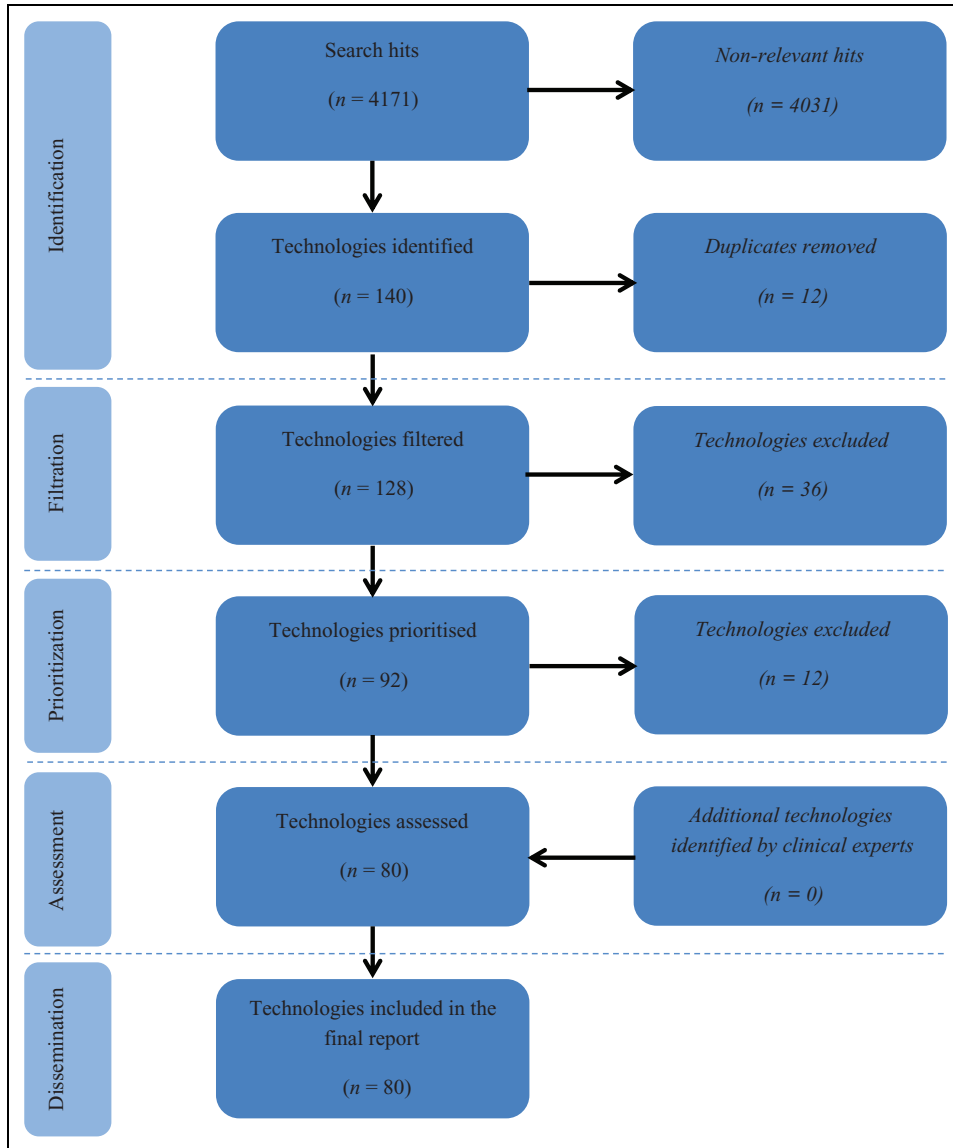 Identification
Search hits
(n = 4171)
Non-relevant hits
(n = 4031)
Technologies identified
(n = 140)
Duplicates removed
(n = 12)
Filtration
Technologies filtered
(n = 128)
Technologies excluded
(n = 36)
Prioritization
Technologies prioritised
(n = 92)
Technologies excluded
(n = 12)
Assessment
Technologies assessed
(n = 80)
Additional technologies
identified by clinical experts
(n = 0)
Dissemination
Technologies included in the
final report
(n = 80)